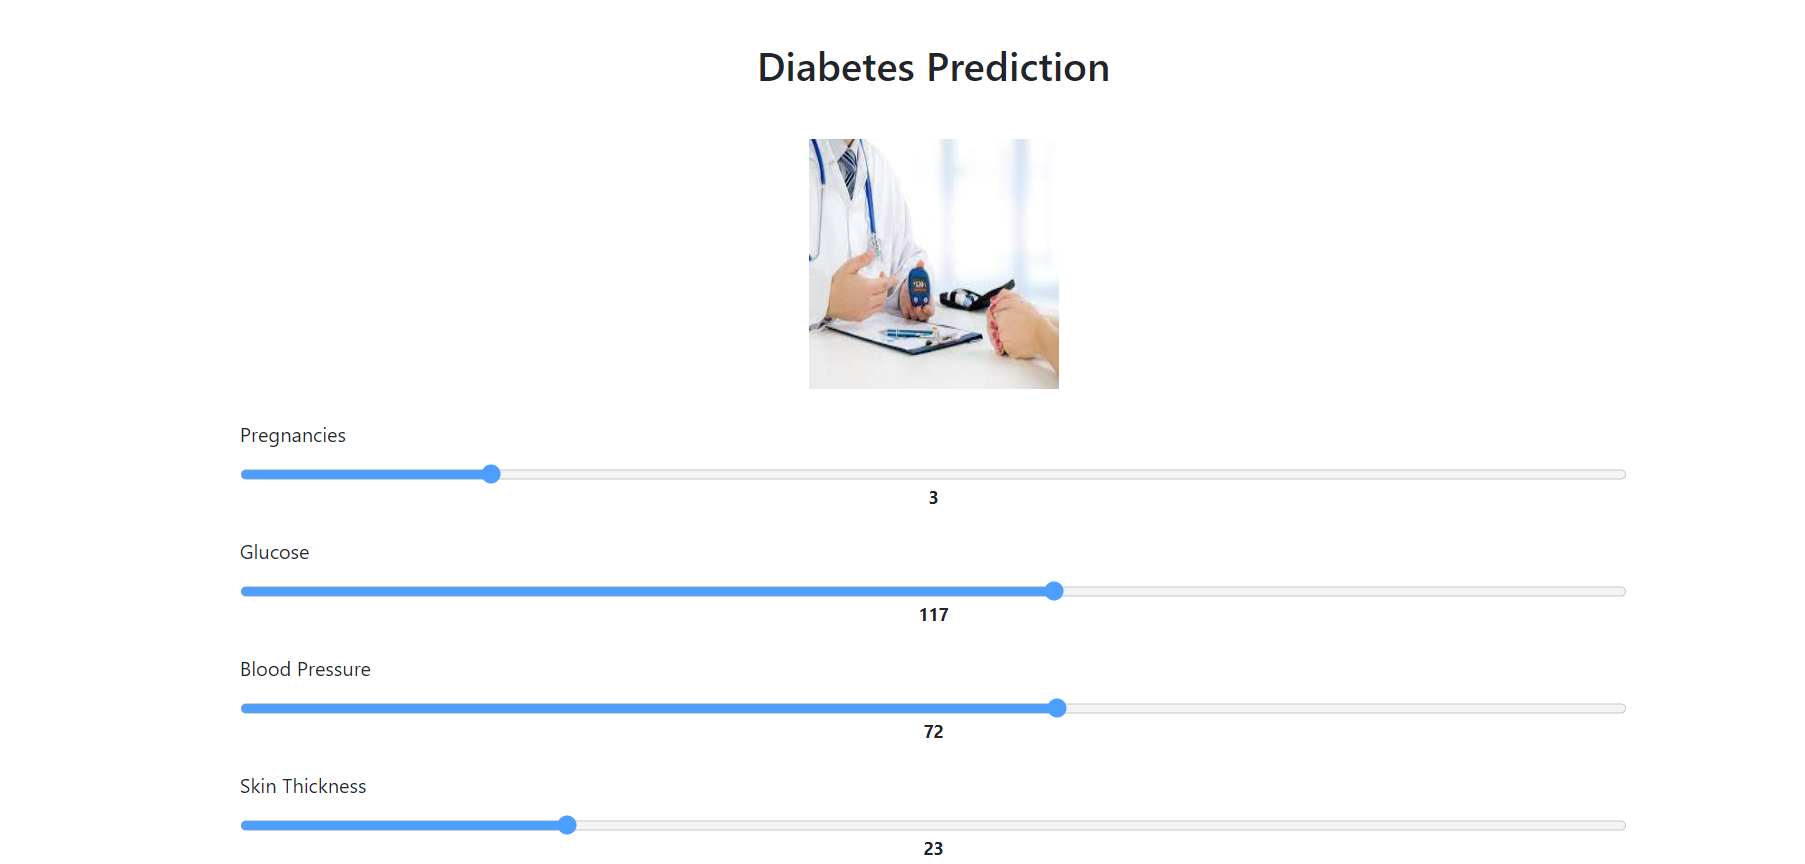 Diabetes Prediction
Pregnancies
3
Glucose
117
Blood Pressure
72
Skin Thickness
23